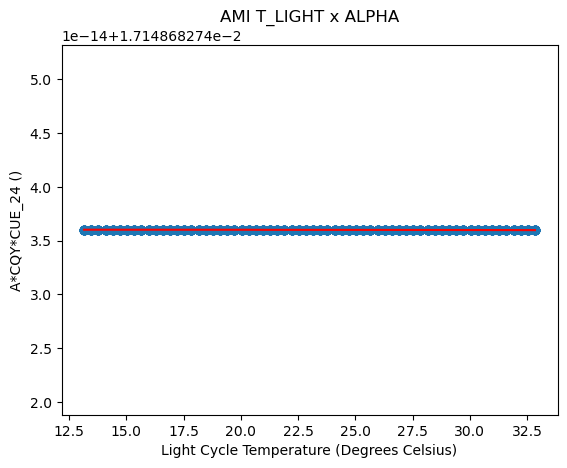 AMI T_LIGHT x ALPHA
1e−14+1.714868274e−2
5.0
4.5
4.0
3.5
3.0
2.5
2.0
A*CQY*CUE_24 ()
12.5 15.0 17.5 20.0 22.5 25.0 27.5 30.0 32.5
Light Cycle Temperature (Degrees Celsius)